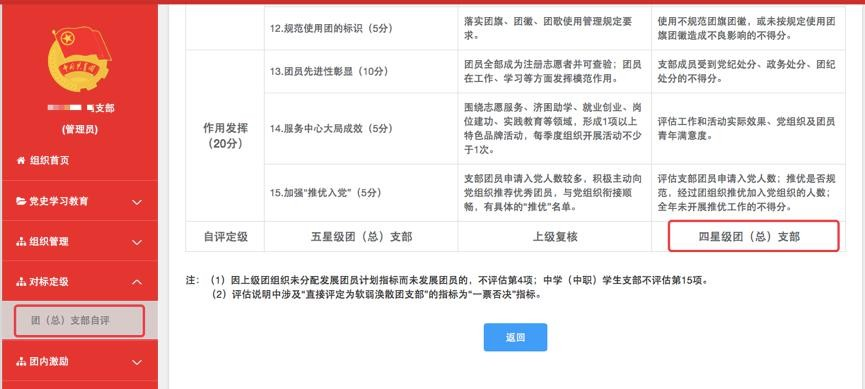 中国共青团
支部
(管理员)
组织首页
党史学习教育
组织管理
对标定级
团（总）支部自评
团内激励
12.规范使用团的标识（5分）
落实团旗、团徽、团歌使用管理规定要
求。
使用不规范团旗团徽，或未按规定使用团
旗团徽造成不良影响的不得分。
作用发挥
（20分）
13.团员先进性彰显（10分）
团员全部成为注册志愿者并可查验；团员
在工作、学习等方面发挥模范作用。
支部成员受到党纪处分、政务处分、团纪
处分的不得分。
14.服务中心大局成效（5分）
围绕志愿服务、济困助学、就业创业、岗
位建功、实践教育等领域，形成1项以上
特色品牌活动，每季度组织开展活动不少
于1次。
评估工作和活动实际效果、党组织及团员
青年满意度。
15.加强“推优入党”（5分）
支部团员申请入党人数较多，积极主动向
党组织推荐优秀团员，与党组织衔接顺
畅，有具体的“推优”名单。
评估支部团员申请入党人数；推优是否规
范，经过团组织推优加入党组织的人数；
全年未开展推优工作的不得分。
自评定级
五星级团（总）支部
上级复核
四星级团（总）支部
注：（1）因上级团组织未分配发展团员计划指标而未发展团员的，不评估第4项；中学（中职）学生支部不评估第15项。
（2）评估说明中涉及“直接评定为软弱涣散团支部”的指标为“一票否决”指标。
返回